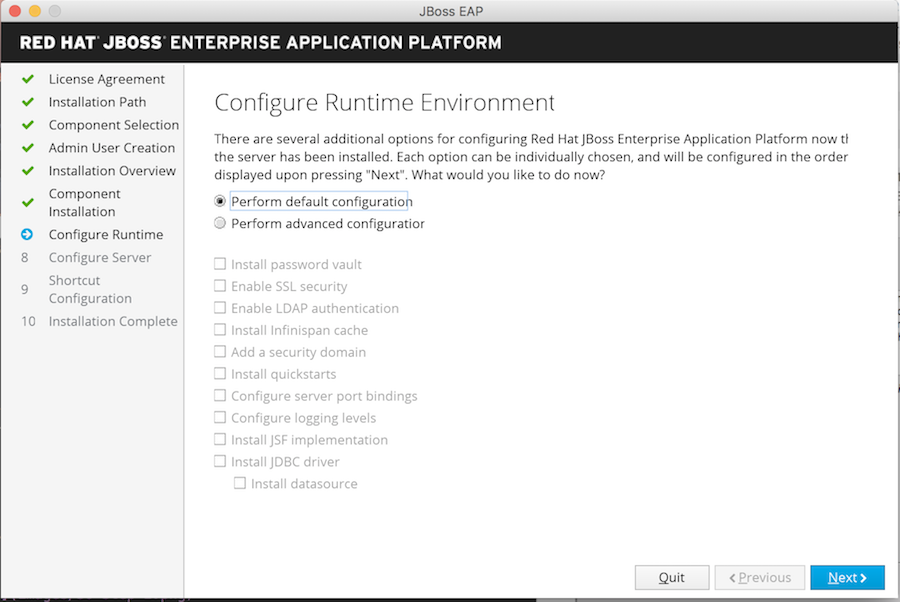 JBoss EAP
RED HAT® JBOSS® ENTERPRISE APPLICATION PLATFORM
License Agreement
Installation Path
Component Selection
Admin User Creation
Installation Overview
Component
Installation
Configure Runtime
8 Configure Server
9 Shortcut
Configuration
10 Installation Complete
Configure Runtime Environment
There are several additional options for configuring Red Hat JBoss Enterprise Application Platform now
the server has been installed. Each option can be individually chosen, and will be configured in the order
displayed upon pressing "Next". What would you like to do now?
Perform default configuration
Perform advanced configuration
Install password vault
Enable SSL security
Enable LDAP authentication
Install Infinispan cache
Add a security domain
Install quickstarts
Configure server port bindings
Configure logging levels
Install JSF implementation
Install JDBC driver
Install datasource
Quit
Previous
Next